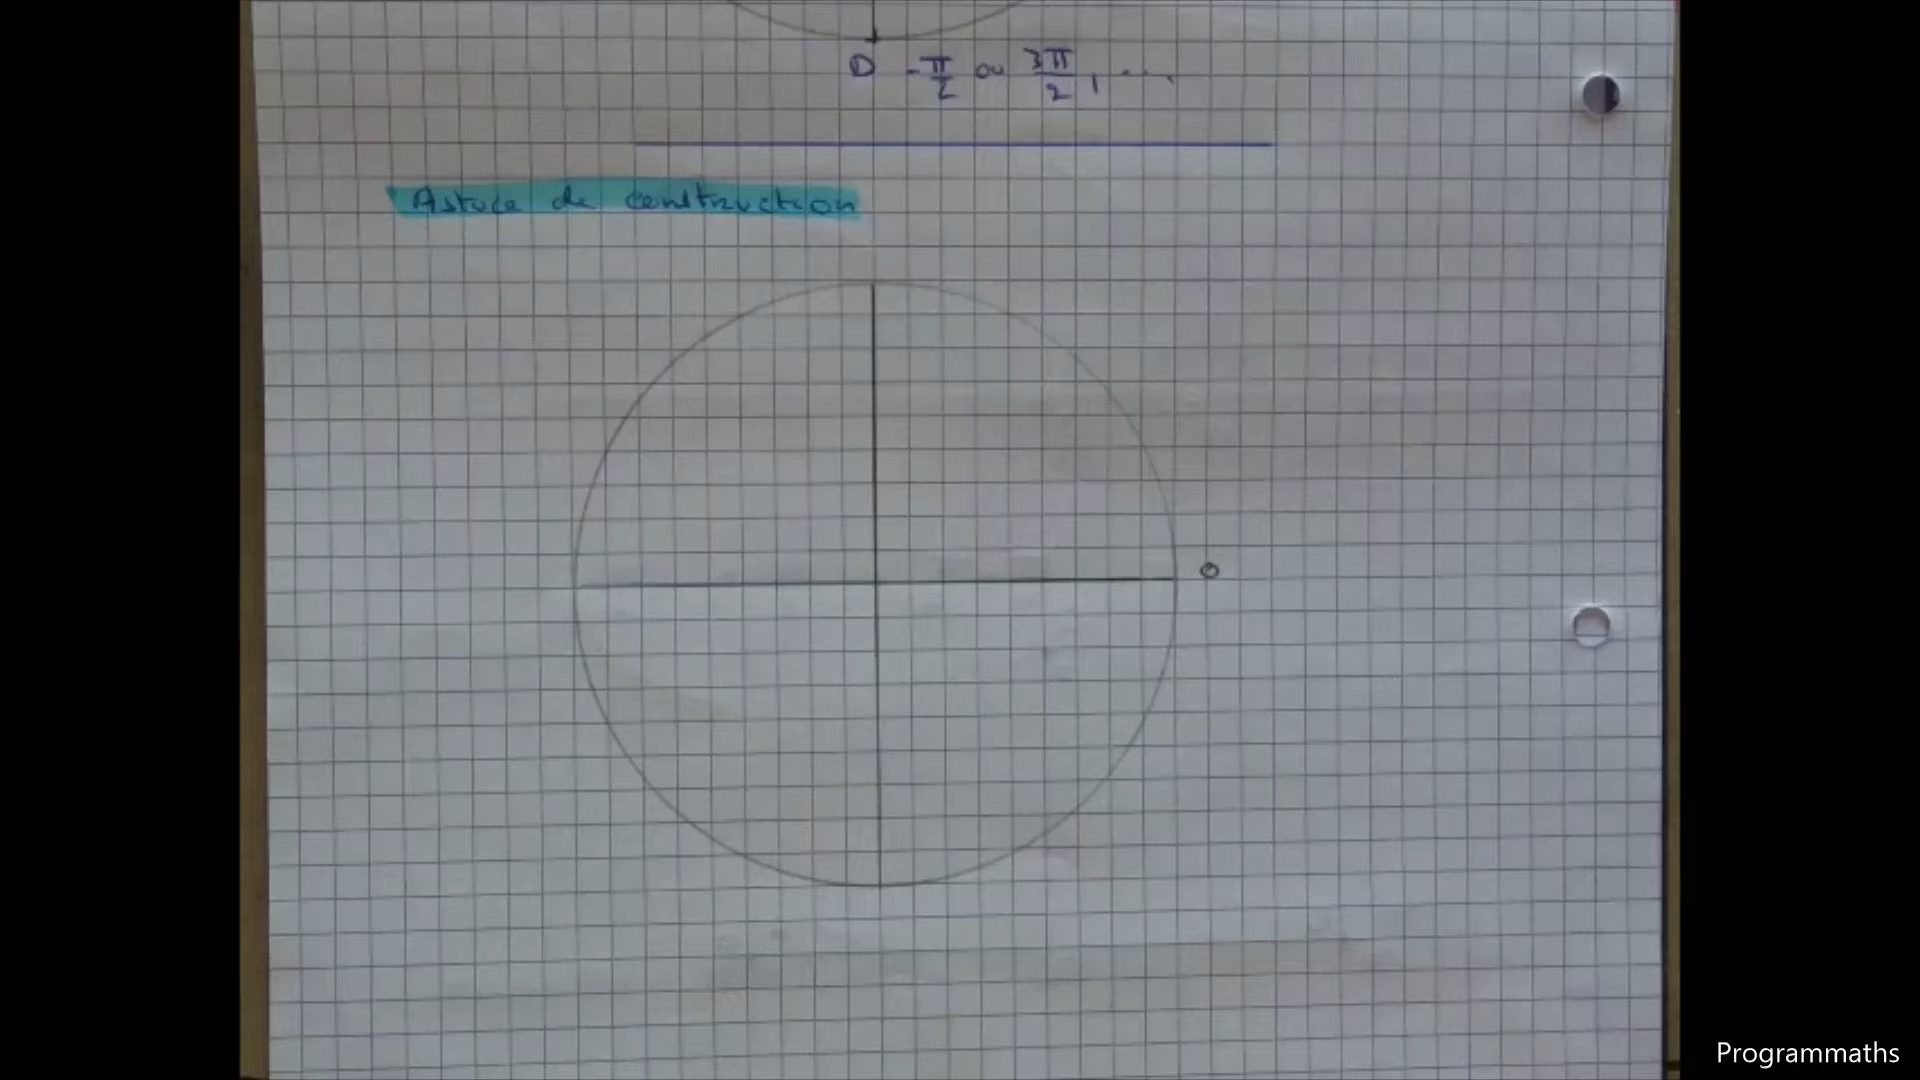 D -π/2 ou 3π/2, ....
Astuce de construction
0
Programmaths